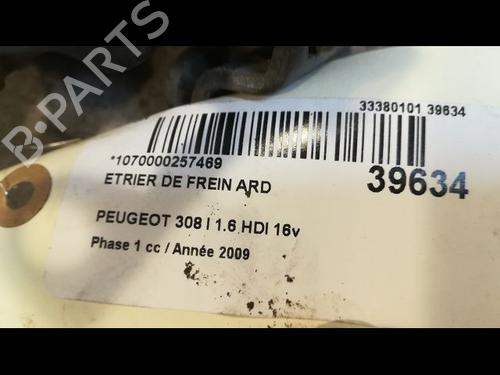 33380101 39634
*1070000257469
39634
ETRIER DE FREIN ARD
PEUGEOT 308 I 1.6 HDI 16v
Phase 1 cc / Année 2009
B-PARTS